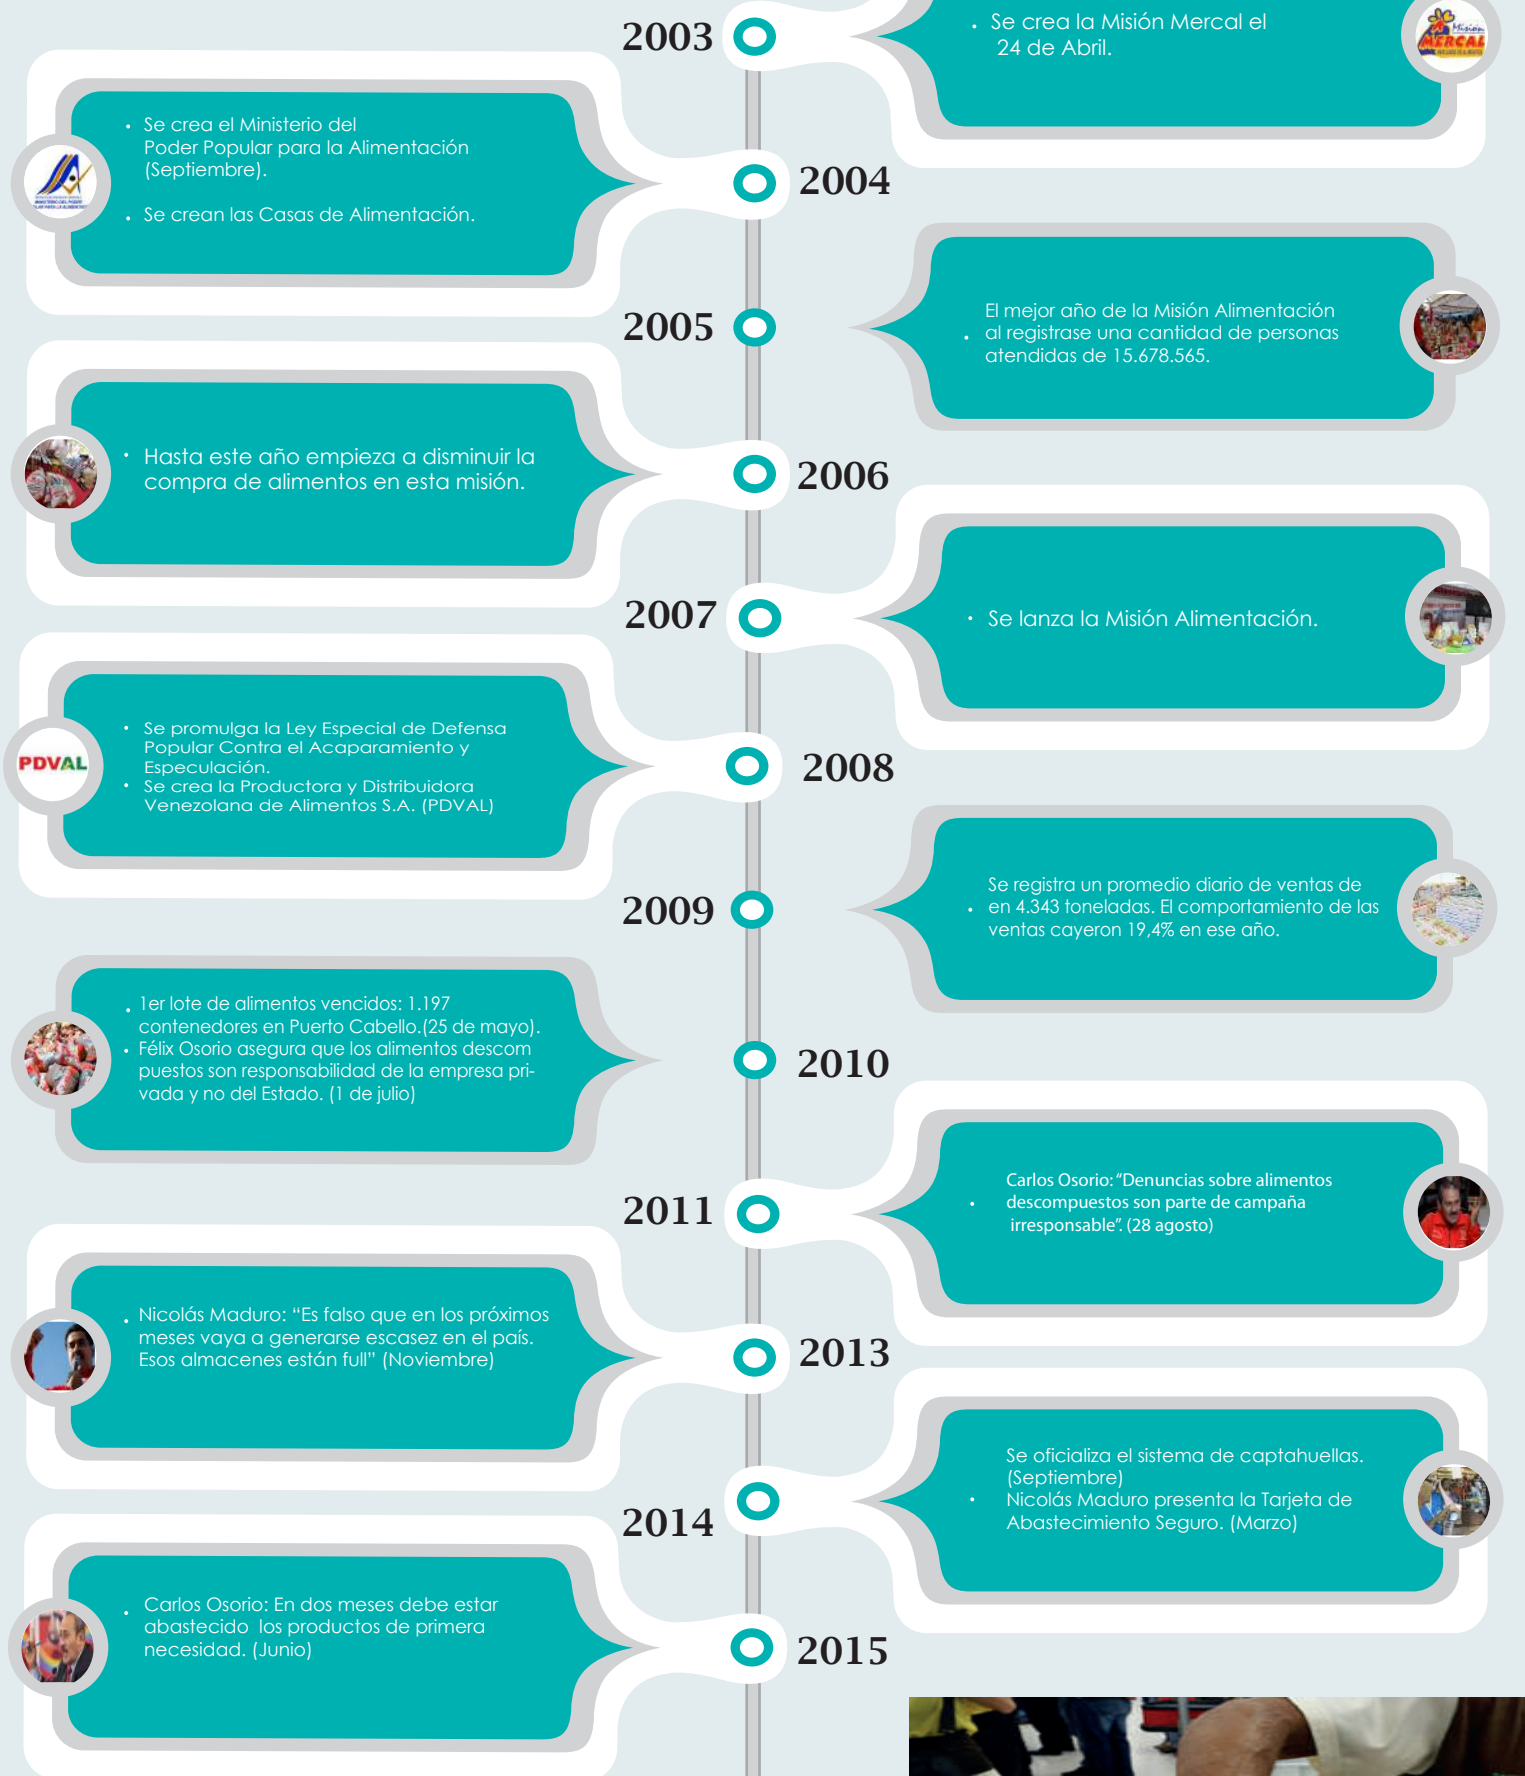 2003
. Se crea la Misión Mercal el
24 de Abril.
Misión
MERCAL
. Se crea el Ministerio del
Poder Popular para la Alimentación
(Septiembre).
. Se crean las Casas de Alimentación.
2004
2005
El mejor año de la Misión Alimentación
. al registrase una cantidad de personas
atendidas de 15.678.565.
· Hasta este año empieza a disminuir la
compra de alimentos en esta misión.
2006
2007
· Se lanza la Misión Alimentación.
PDVAL
· Se promulga la Ley Especial de Defensa
Popular Contra el Acaparamiento y
Especulación.
· Se crea la Productora y Distribuidora
Venezolana de Alimentos S.A. (PDVAL)
2008
2009
Se registra un promedio diario de ventas de
. en 4.343 toneladas. El comportamiento de las
ventas cayeron 19,4% en ese año.
. 1er lote de alimentos vencidos: 1.197
contenedores en Puerto Cabello.(25 de mayo).
· Félix Osorio asegura que los alimentos descom
puestos son responsabilidad de la empresa pri-
vada y no del Estado. (1 de julio)
2010
2011
Carlos Osorio: “Denuncias sobre alimentos
· descompuestos son parte de campaña
irresponsable”. (28 agosto)
. Nicolás Maduro: “Es falso que en los próximos
meses vaya a generarse escasez en el país.
Esos almacenes están full” (Noviembre)
2013
2014
Se oficializa el sistema de captahuellas.
(Septiembre)
· Nicolás Maduro presenta la Tarjeta de
Abastecimiento Seguro. (Marzo)
. Carlos Osorio: En dos meses debe estar
abastecido los productos de primera
necesidad. (Junio)
2015